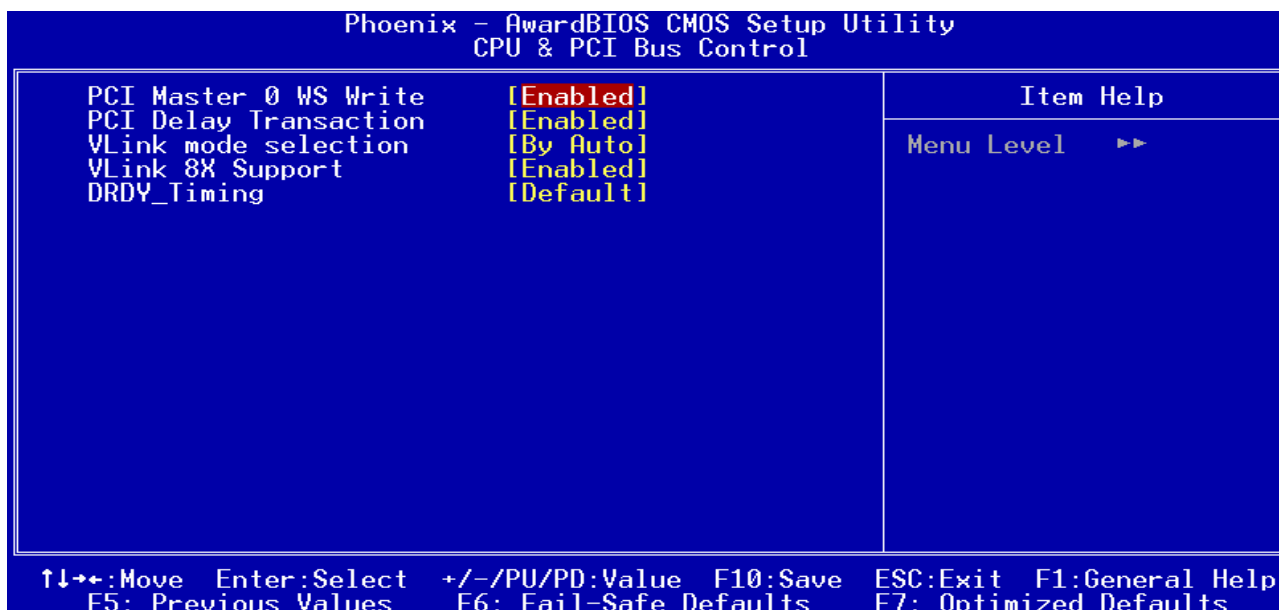 Phoenix - AwardBIOS CMOS Setup Utility
CPU & PCI Bus Control
PCI Master 0 WS Write [Enabled]
PCI Delay Transaction [Enabled]
VLink mode selection [By Auto]
VLink 8X Support [Enabled]
DRDY_Timing [Default]
Item Help
Menu Level ►►
↑↓→←:Move Enter:Select +/-/PU/PD:Value F10:Save ESC:Exit F1:General Help
F5: Previous Values F6: Fail-Safe Defaults F7: Optimized Defaults